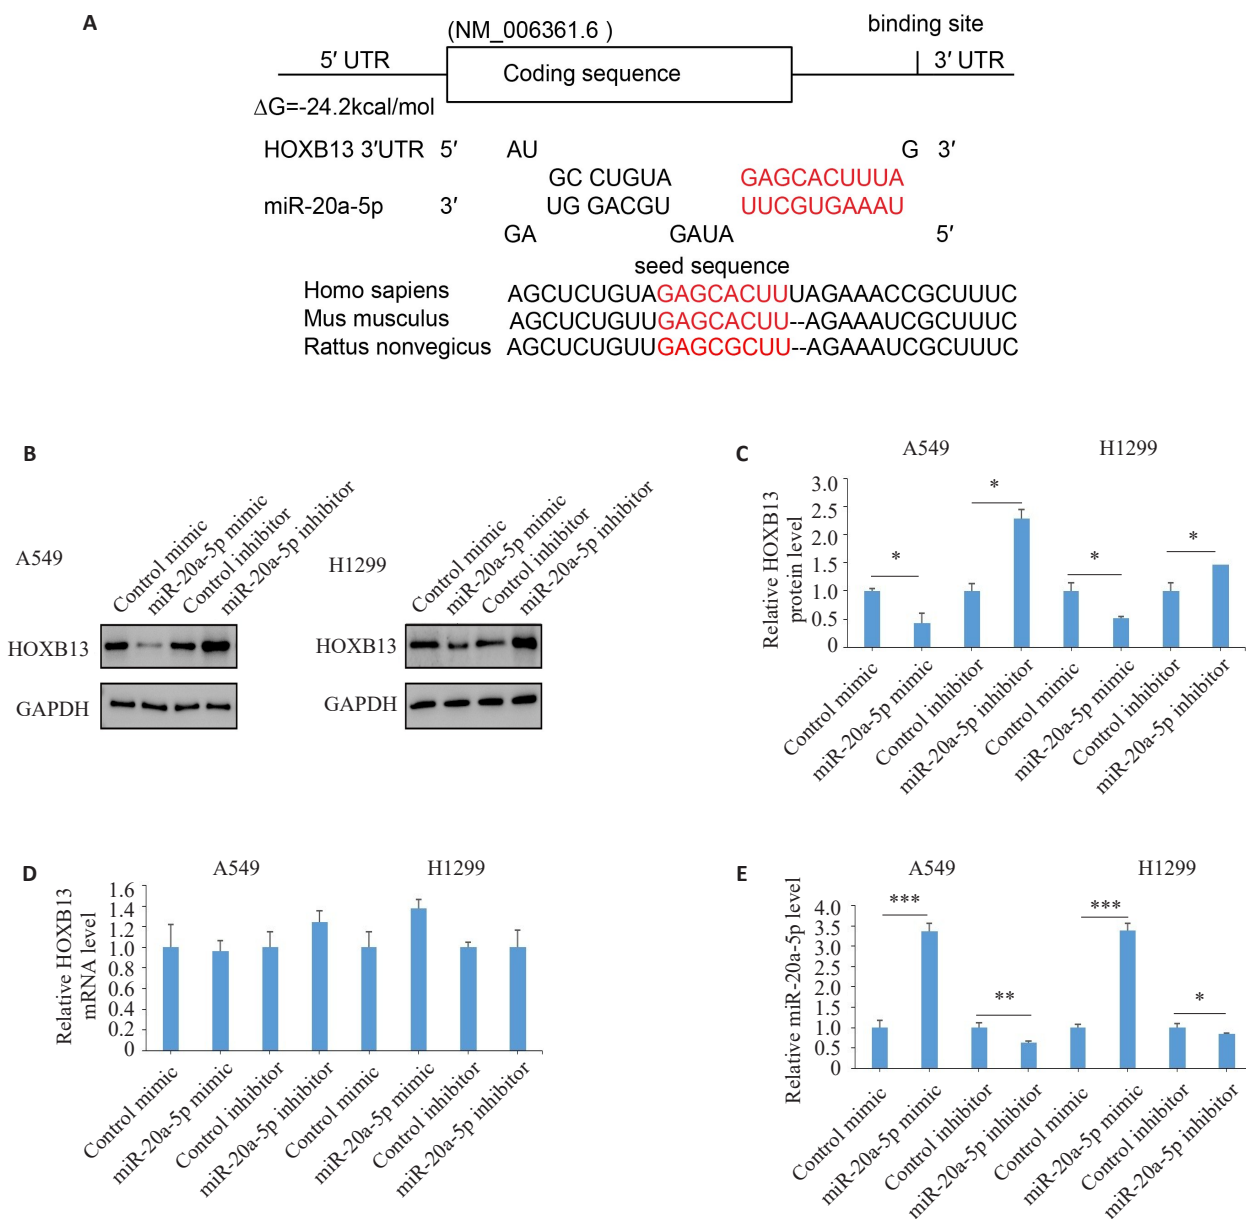 A
(NM_006361.6 )
binding site
5′ UTR
Coding sequence
3′ UTR
ΔG=-24.2kcal/mol
HOXB13 3′UTR 5′ AU G 3′
GC CUGUA GAGCACUUUA
miR-20a-5p 3′ UG GACGU UUCGUGAAAU
GA GAUA 5′
seed sequence
Homo sapiens AGCUCUGUAGAGCACUUUAGAAACCGCUUUC
Mus musculus AGCUCUGUUGAGCACUU--AGAAAUCGCUUUC
Rattus nonvegicus AGCUCUGUUGAGCGCUU--AGAAAUCGCUUUC
B
A549
Control mimic
miR-20a-5p mimic
Control inhibitor
miR-20a-5p inhibitor
HOXB13
GAPDH
H1299
Control mimic
miR-20a-5p mimic
Control inhibitor
miR-20a-5p inhibitor
HOXB13
GAPDH
C
A549 H1299
Relative HOXB13
protein level
3.0
2.5
2.0
1.5
1.0
0.5
0
* * * *
Control mimic
miR-20a-5p mimic
Control inhibitor
miR-20a-5p inhibitor
Control mimic
miR-20a-5p mimic
Control inhibitor
miR-20a-5p inhibitor
D
A549 H1299
Relative HOXB13
mRNA level
1.6
1.4
1.2
1.0
0.8
0.6
0.4
0.2
0
Control mimic
miR-20a-5p mimic
Control inhibitor
miR-20a-5p inhibitor
Control mimic
miR-20a-5p mimic
Control inhibitor
miR-20a-5p inhibitor
E
A549 H1299
Relative miR-20a-5p level
4.0
3.5
3.0
2.5
2.0
1.5
1.0
0.5
0
*** ** *** *
Control mimic
miR-20a-5p mimic
Control inhibitor
miR-20a-5p inhibitor
Control mimic
miR-20a-5p mimic
Control inhibitor
miR-20a-5p inhibitor